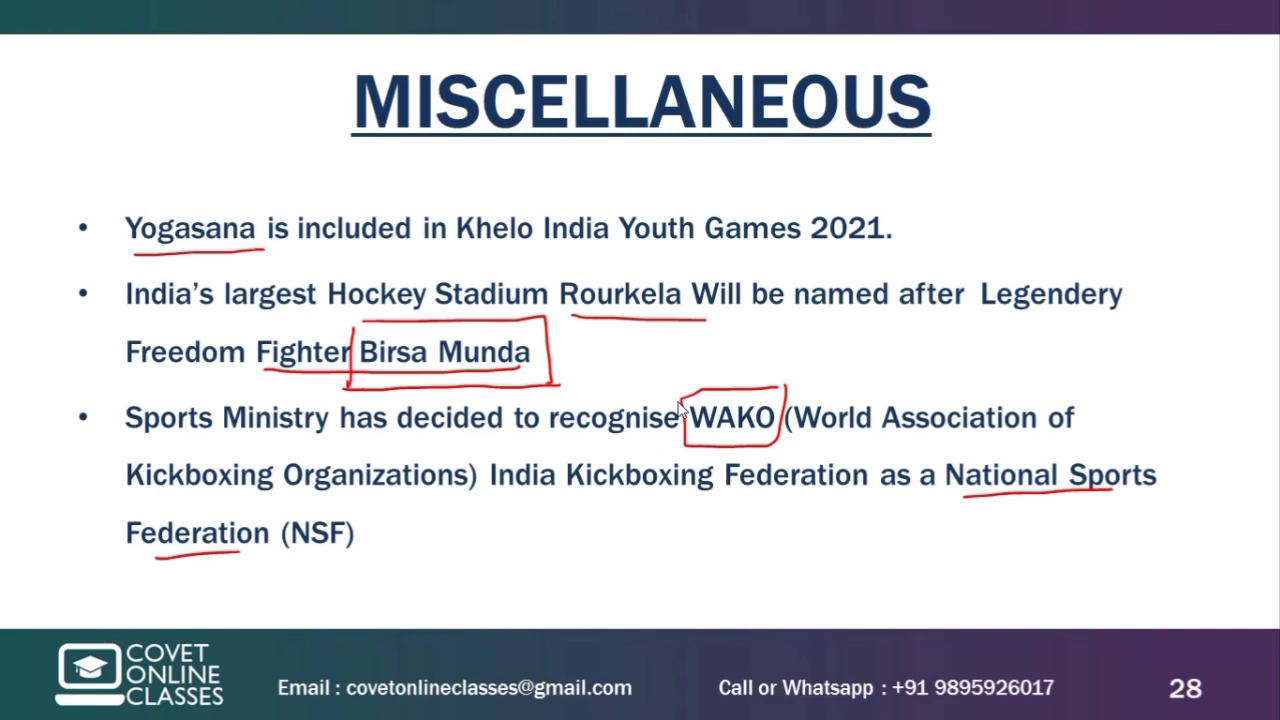 MISCELLANEOUS
• Yogasana is included in Khelo India Youth Games 2021.
• India’s largest Hockey Stadium Rourkela Will be named after Legendery
Freedom Fighter Birsa Munda
• Sports Ministry has decided to recognise WAKO (World Association of
Kickboxing Organizations) India Kickboxing Federation as a National Sports
Federation (NSF)
COVET
ONLINE
CLASSES
Email : covetonlineclasses@gmail.com
Call or Whatsapp : +91 9895926017
28